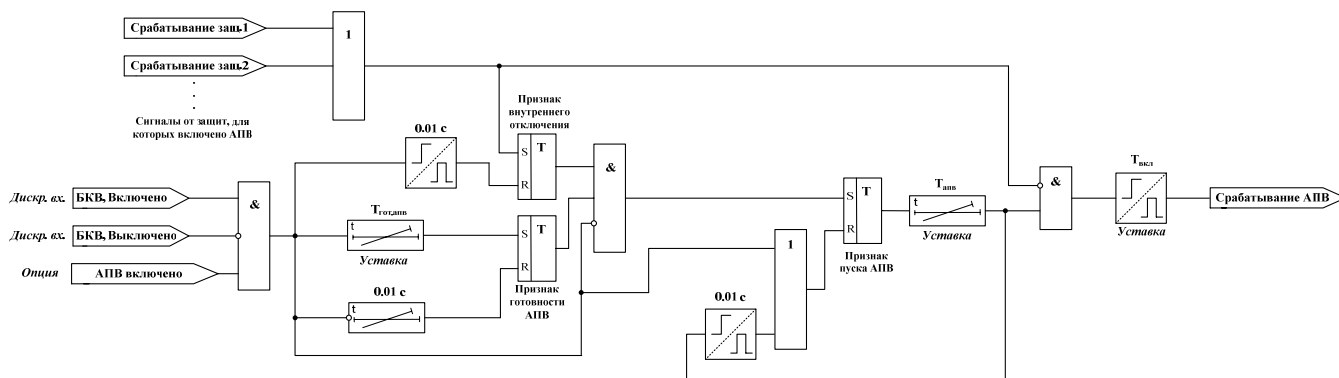 Срабатывание защ.1
1
Срабатывание защ.2
Сигналы от защит, для
которых включено АПВ
Признак
внутреннего
отключения
0.01 с
S
T
R
&
Дискр. вх.
БКВ, Включено
&
Дискр. вх.
БКВ, Выключено
Опция
АПВ включено
Tгот,апв
t
Уставка
S
T
R
Признак
готовности
АПВ
0.01 с
t
1
0.01 с
S
T
R
Признак
пуска АПВ
Tапв
t
Уставка
&
Tвкл
Уставка
Срабатывание АПВ